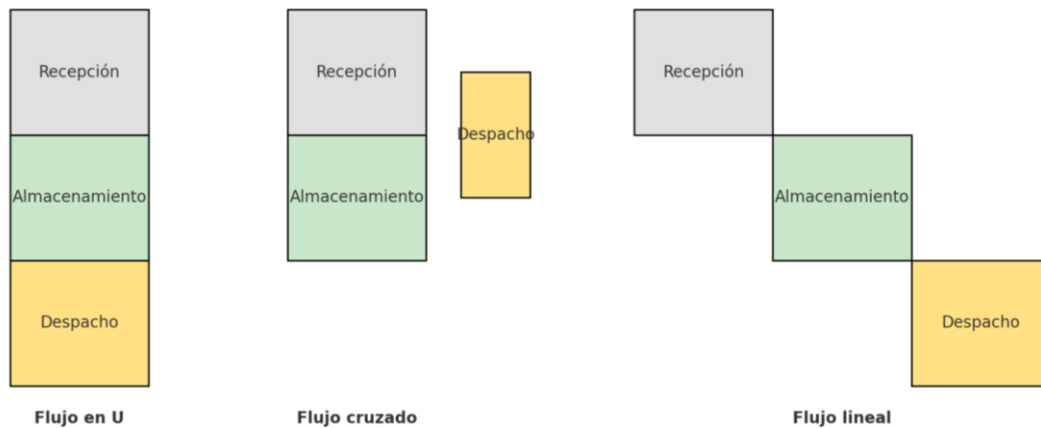 Recepción
Almacenamiento
Despacho
Flujo en U
Recepción
Almacenamiento
Despacho
Flujo cruzado
Recepción
Almacenamiento
Despacho
Flujo lineal